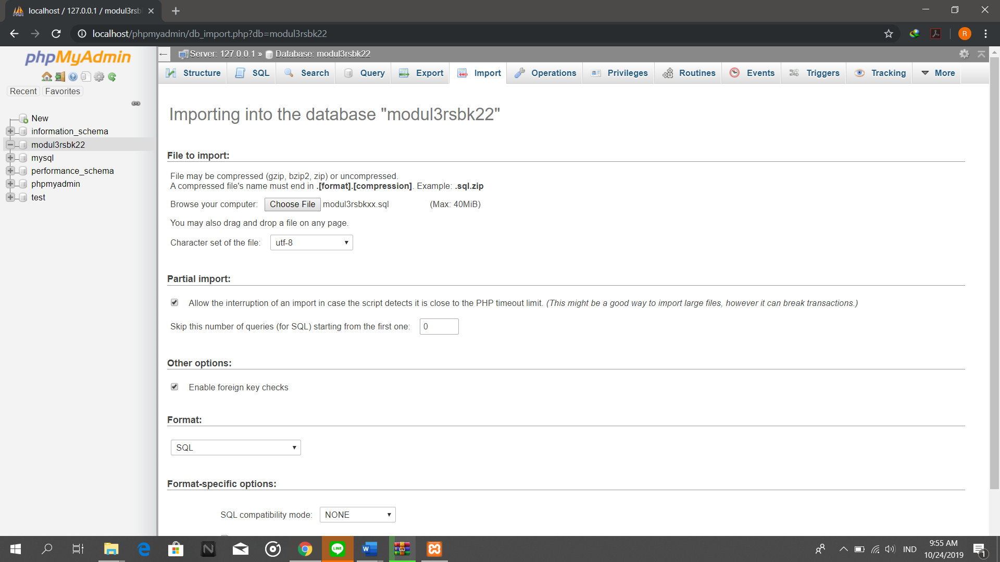 localhost / 127.0.0.1 / modul3rsb
localhost/phpmyadmin/db_import.php?db=modul3rsbk22
R
phpMyAdmin
Recent Favorites
New
information_schema
modul3rsbk22
mysql
performance_schema
phpmyadmin
test
Server: 127.0.0.1 » Database: modul3rsbk22
Structure SQL Search Query Export Import Operations Privileges Routines Events Triggers Tracking More
Importing into the database "modul3rsbk22"
File to import:
File may be compressed (gzip, bzip2, zip) or uncompressed.
A compressed file's name must end in .[format].[compression]. Example: .sql.zip
Browse your computer: Choose File modul3rsbkxx.sql (Max: 40MiB)
You may also drag and drop a file on any page.
Character set of the file: utf-8
Partial import:
Allow the interruption of an import in case the script detects it is close to the PHP timeout limit. (This might be a good way to import large files, however it can break transactions.)
Skip this number of queries (for SQL) starting from the first one: 0
Other options:
Enable foreign key checks
Format:
SQL
Format-specific options:
SQL compatibility mode: NONE
LINE
IND
9:55 AM
10/24/2019
1